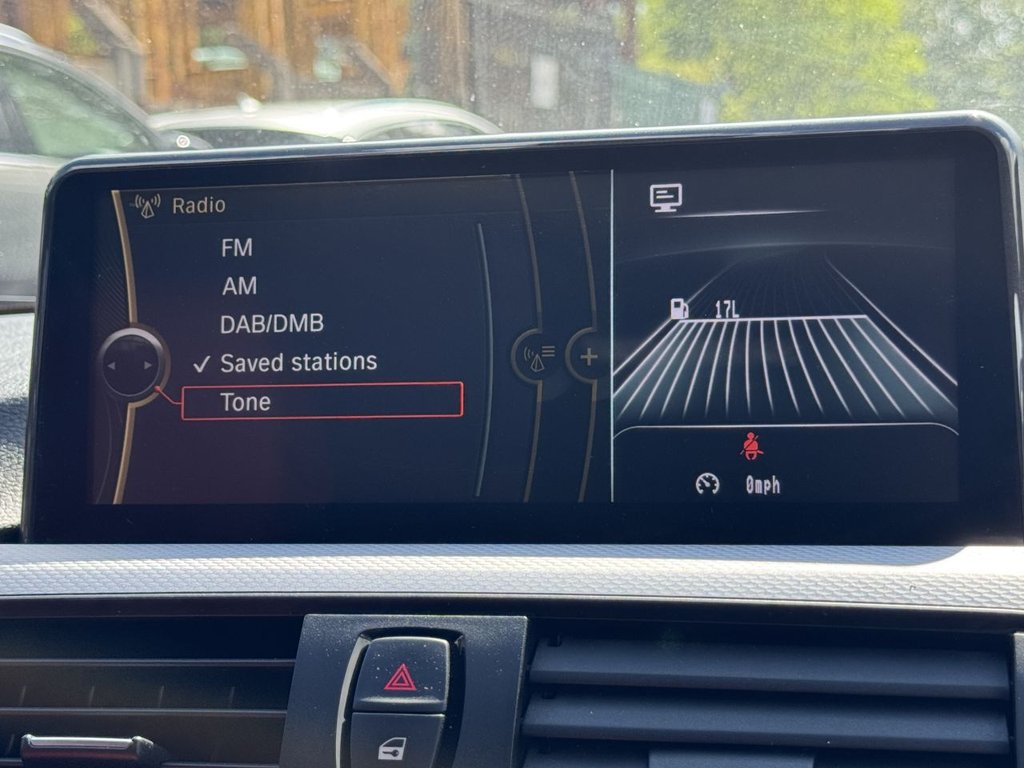 Radio
FM
AM
DAB/DMB
✓ Saved stations
Tone
17L
0mph